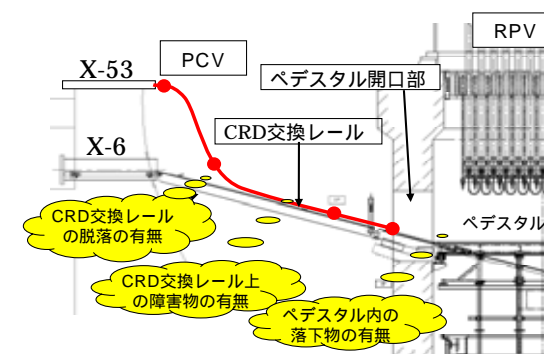 RPV
PCV
X-53
ペデスタル開口部
CRD交換レール
X-6
CRD交換レール
の脱落の有無
ペデスタル
CRD交換レール上
の障害物の有無
ペデスタル内の
落下物の有無